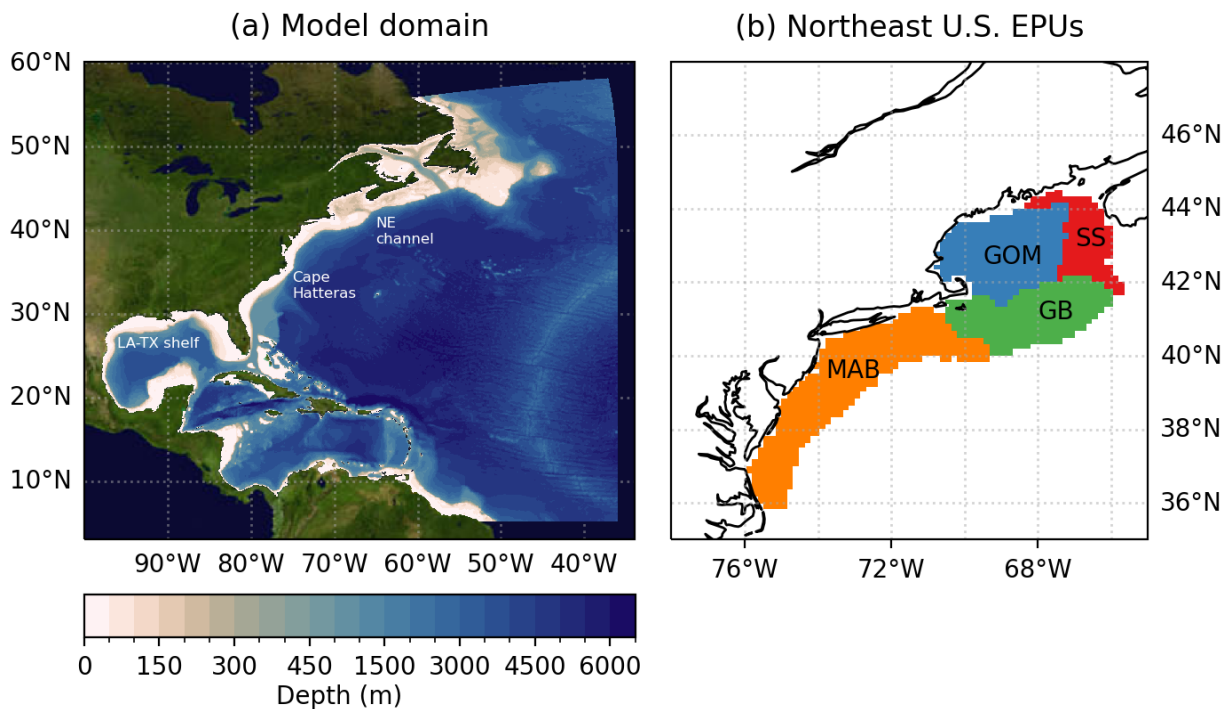 (a) Model domain
(b) Northeast U.S. EPUs
60°N
50°N
40°N
30°N
20°N
10°N
NE
channel
Cape
Hatteras
LA-TX shelf
90°W 80°W 70°W 60°W 50°W 40°W
0 150 300 450 1500 3000 4500 6000
Depth (m)
SS
GOM
GB
MAB
46°N
44°N
42°N
40°N
38°N
36°N
76°W 72°W 68°W